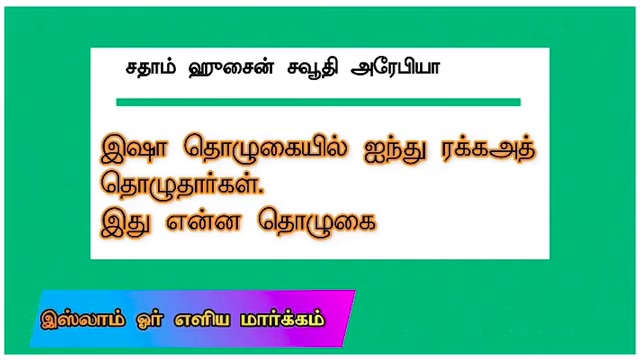 சதாம் ஹுசைன் சவூதி அரேபியா
இஷா தொழுகையில் ஐந்து ரக்கஅத்
தொழுதார்கள்.
இது என்ன தொழுகை
இஸ்லாம் ஓர் எளிய மார்க்கம்